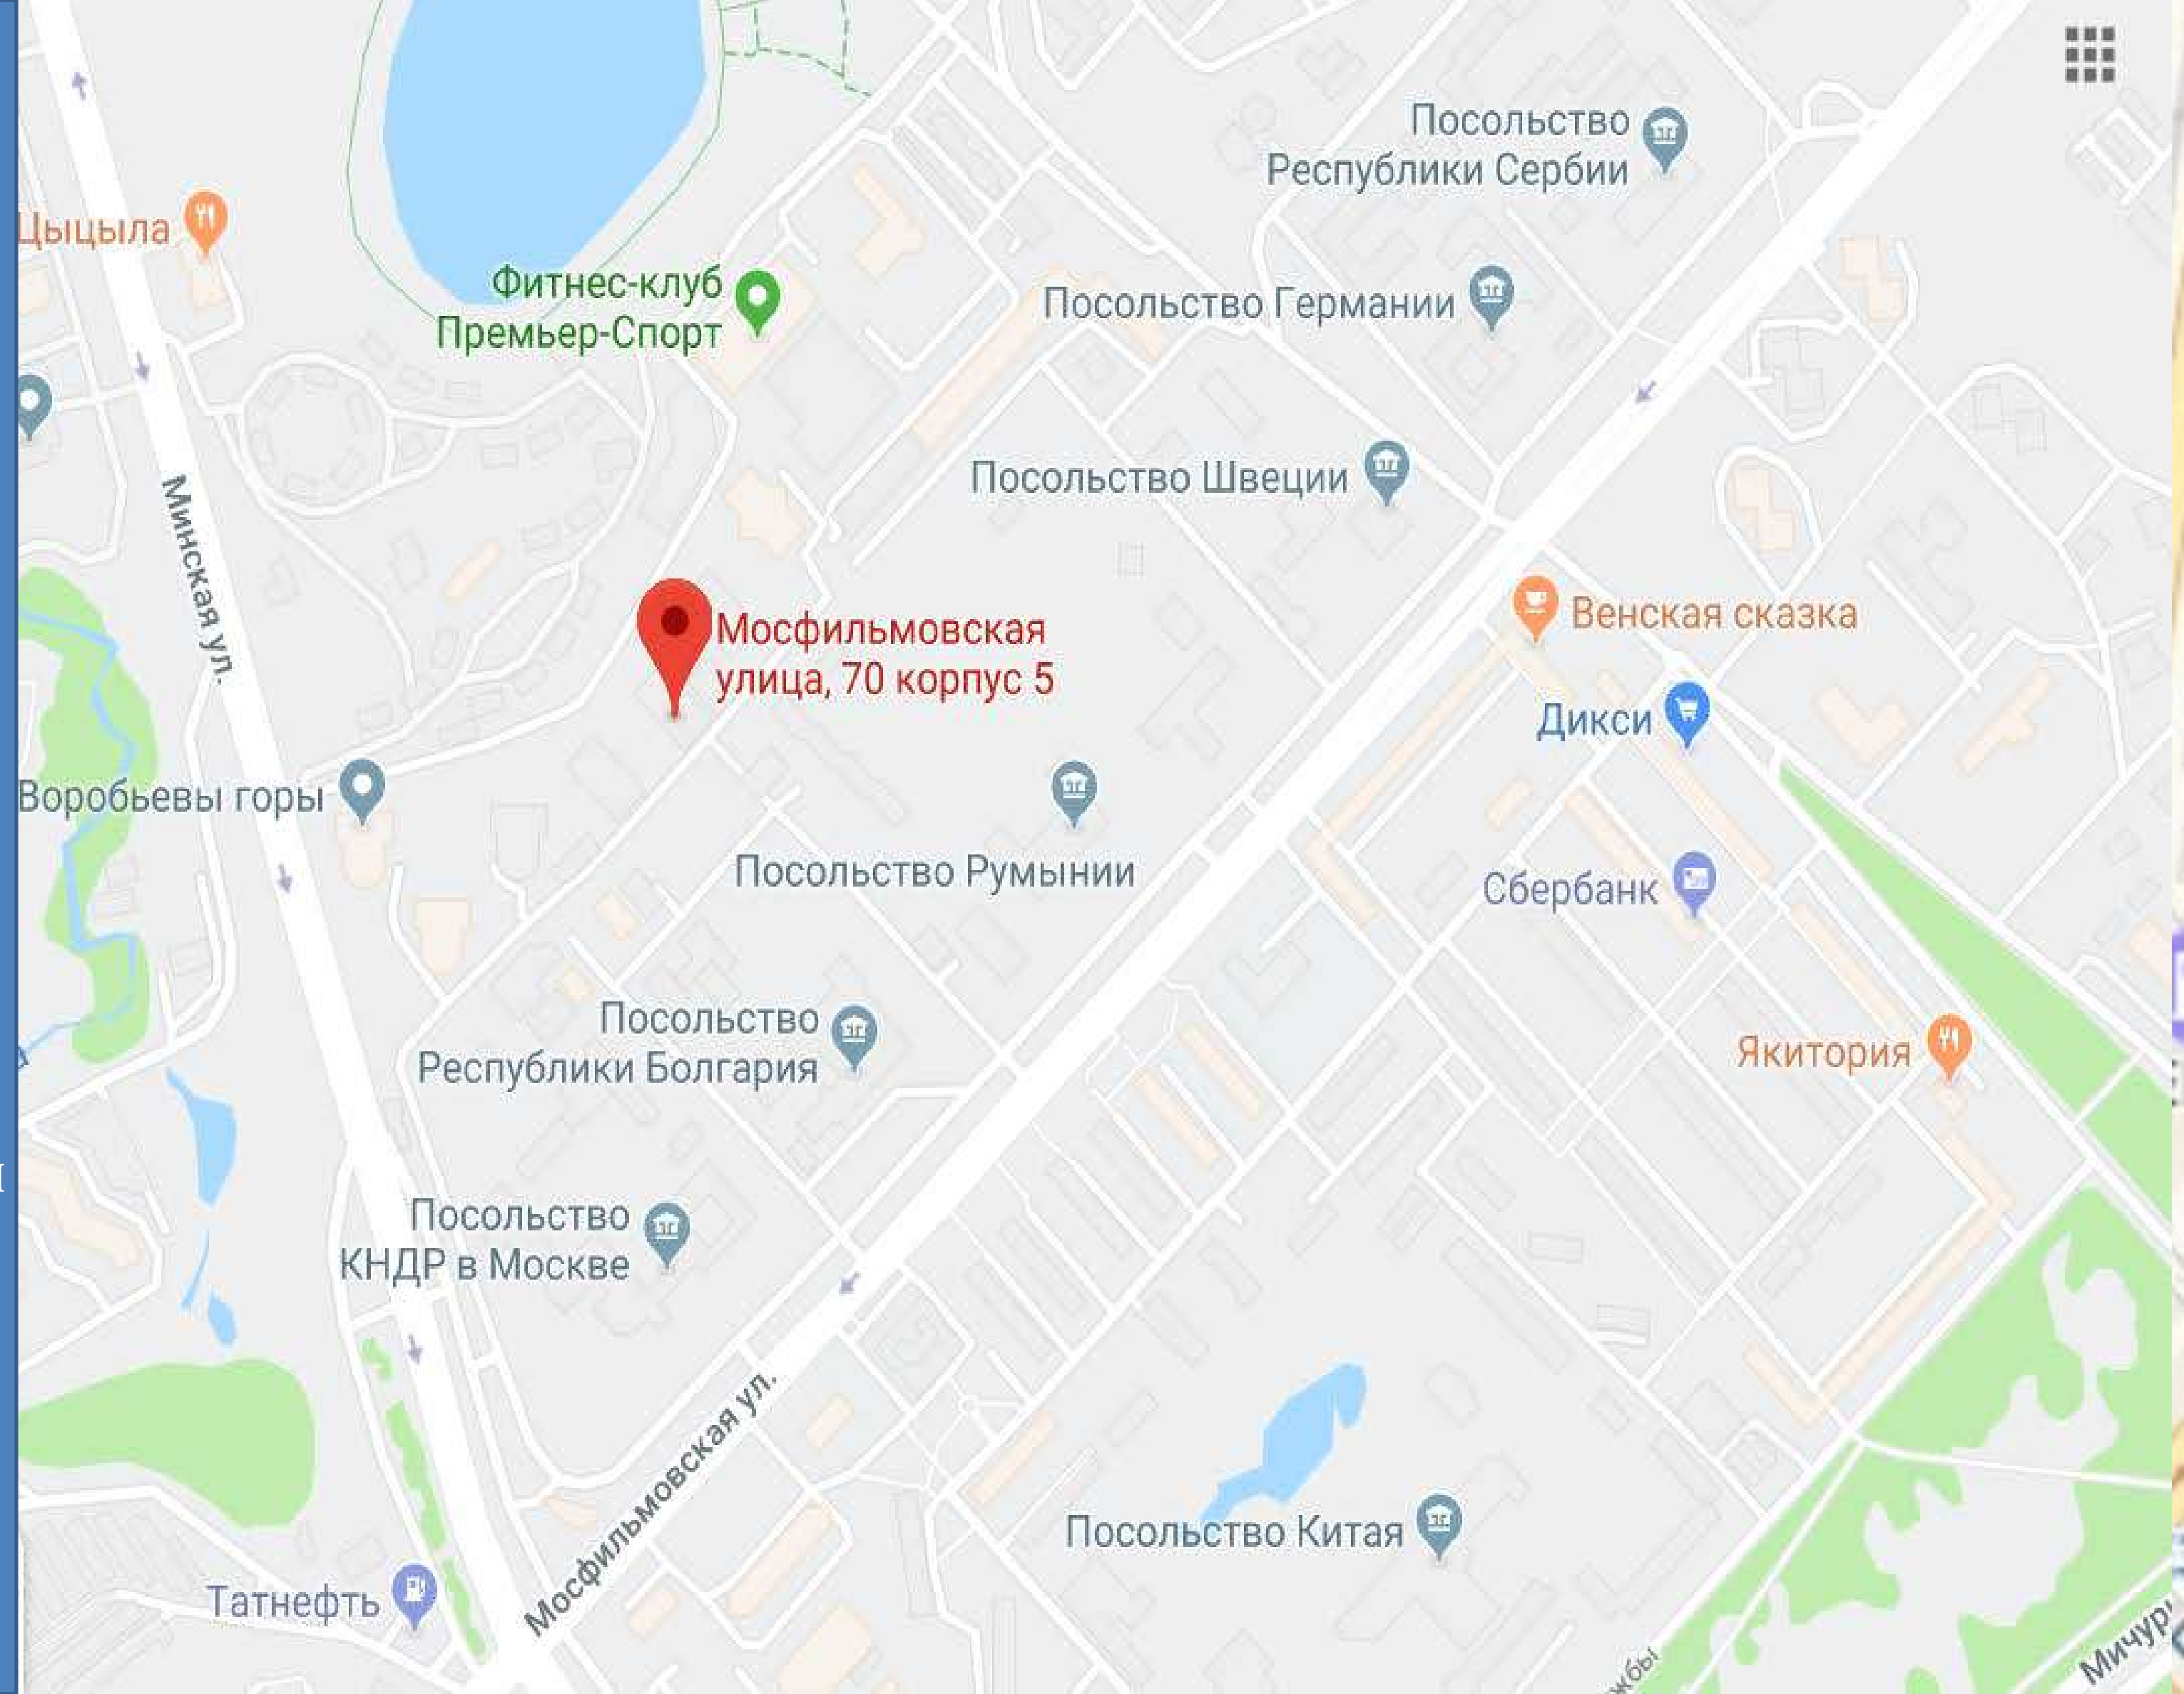 Посольство
Республики Сербии
Цыцыла
Фитнес-клуб
Премьер-Спорт
Посольство Германии
Посольство Швеции
Минская ул.
Мосфильмовская
улица, 70 корпус 5
Венская сказка
Дикси
Воробьевы горы
Посольство Румынии
Сбербанк
Посольство
Республики Болгария
Якитория
Посольство
КНДР в Москве
Мосфильмовская ул.
Посольство Китая
Татнефть